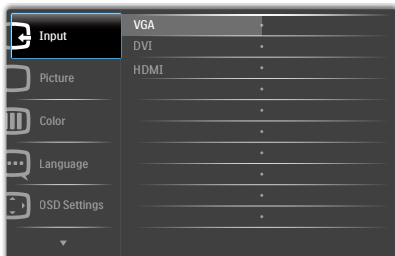 Input
VGA
DVI
HDMI
Picture
Color
Language
OSD Settings